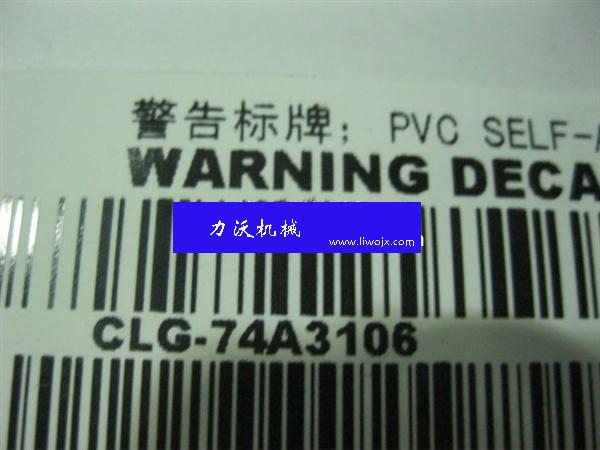 警告标牌; PVC SELF-A
WARNING DECA
力沃机械
www.liwojx.com
CLG-74A3106